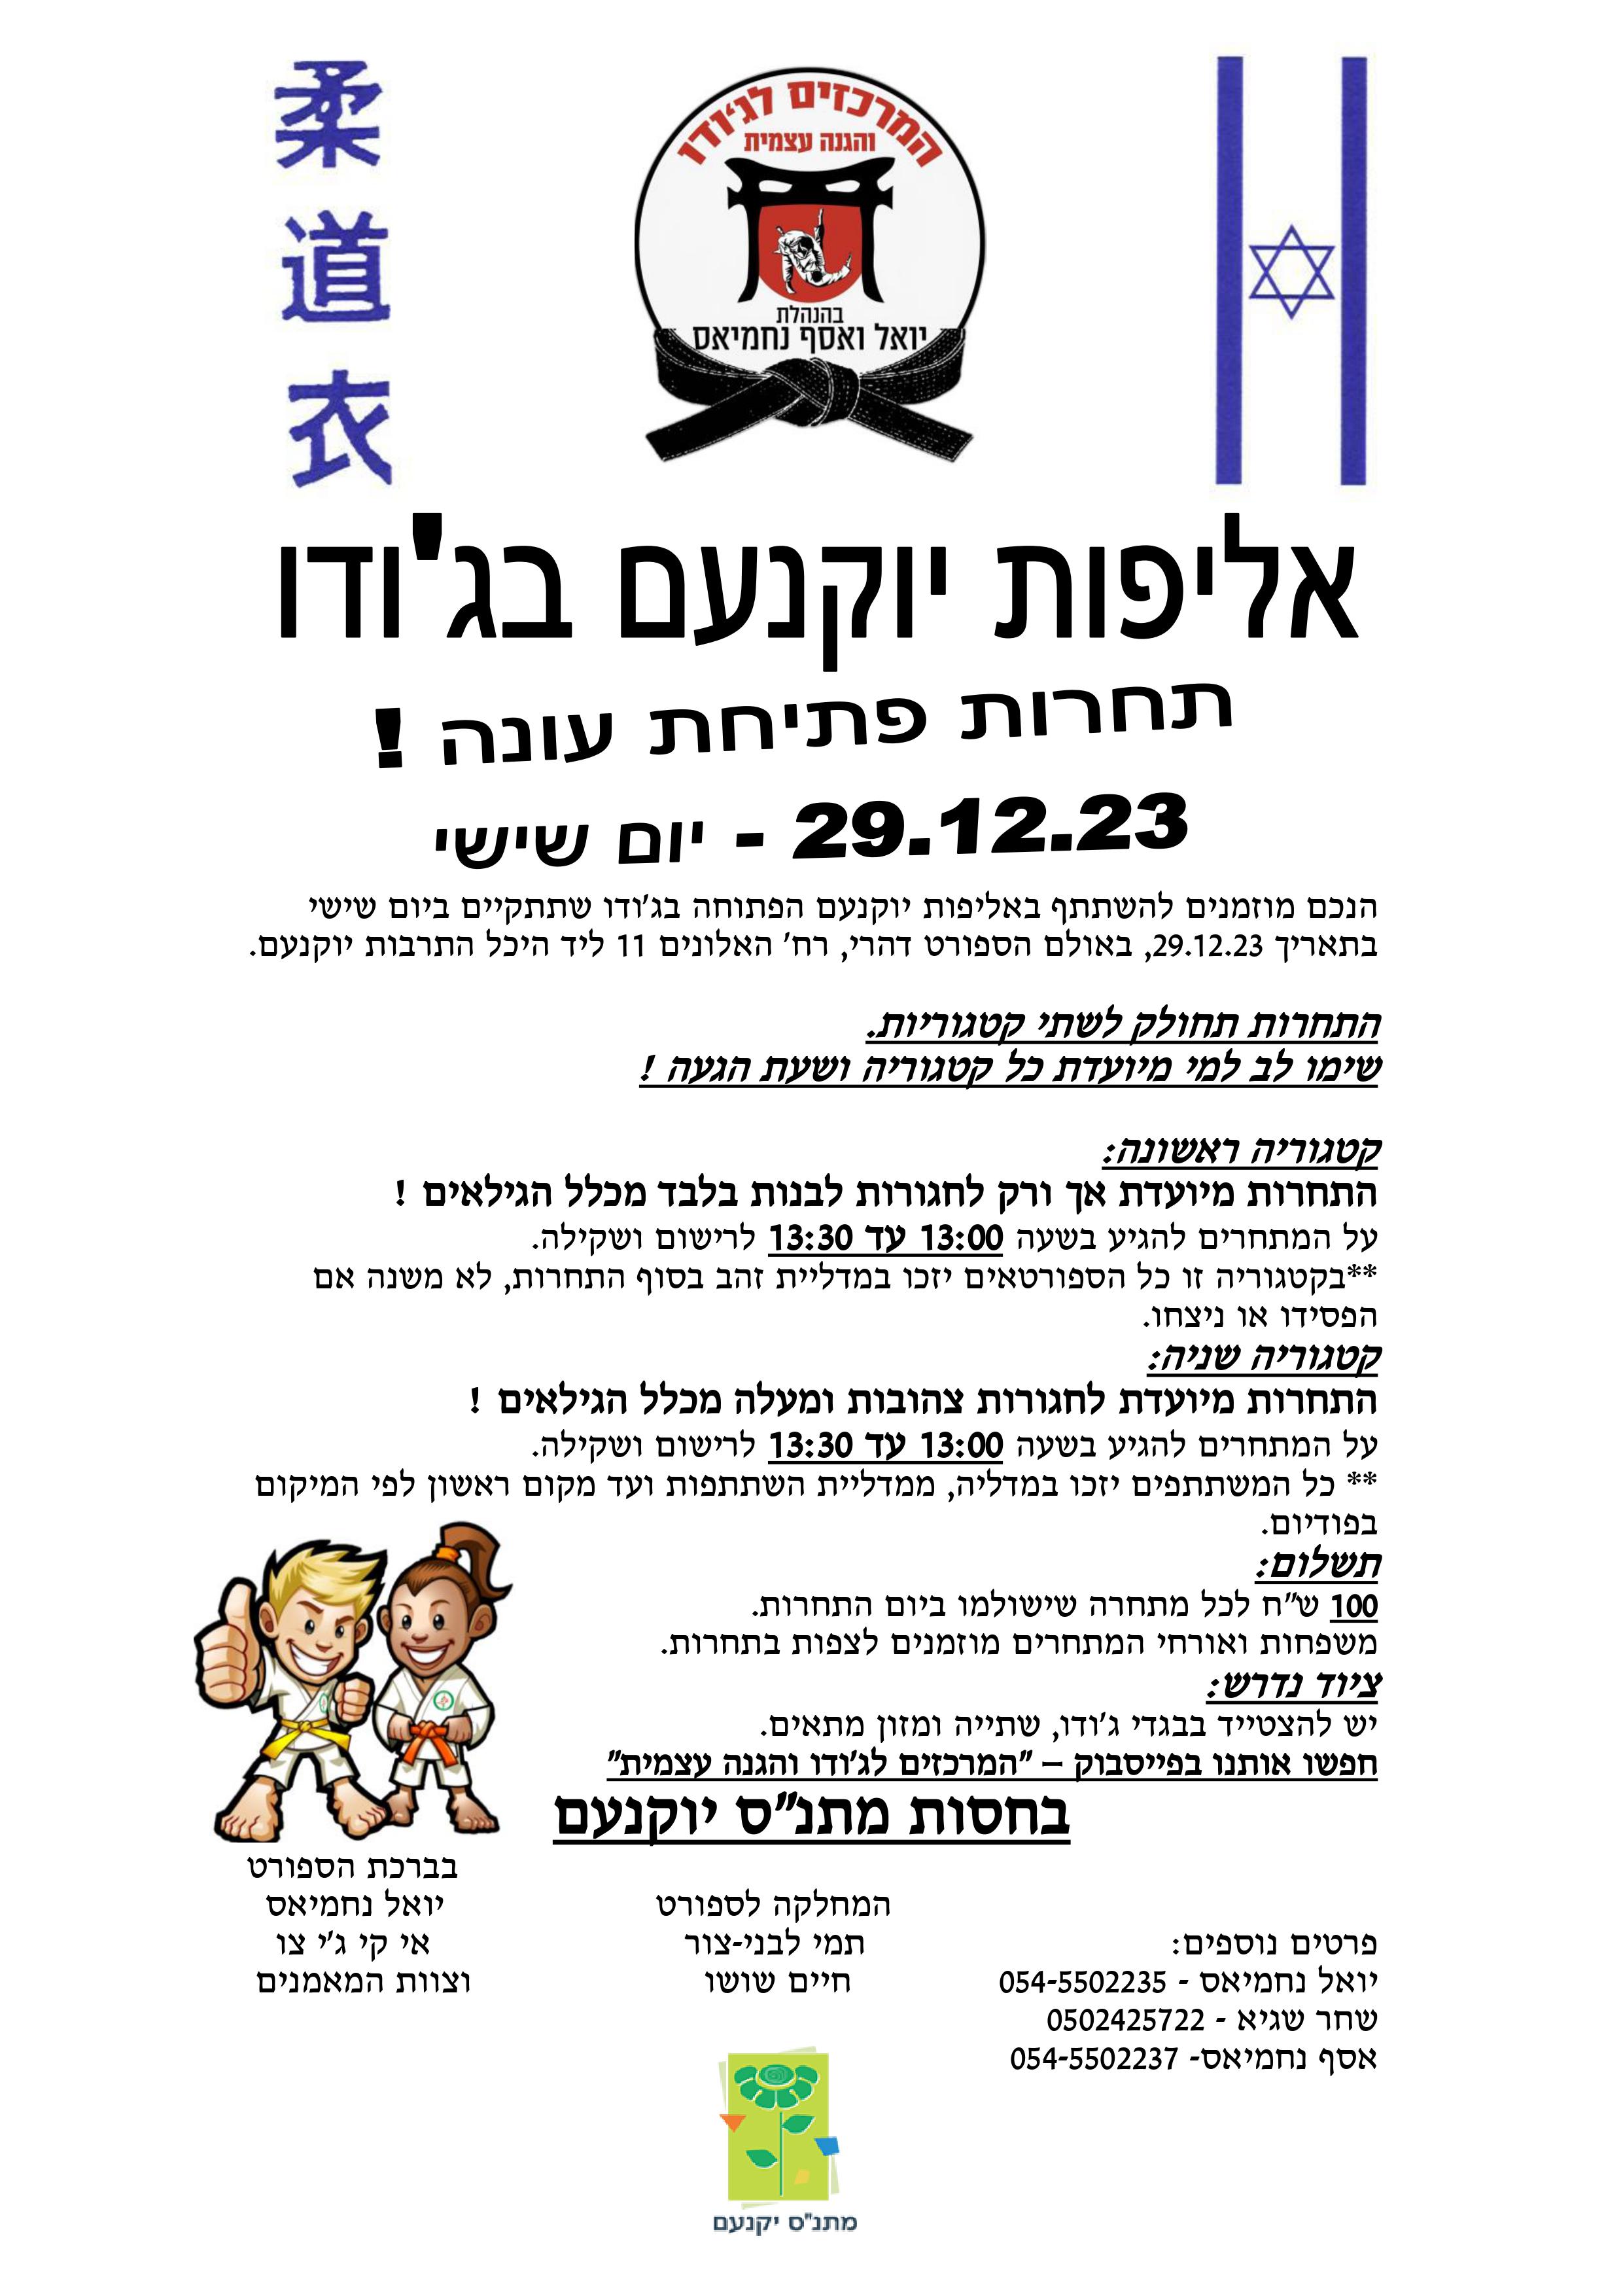 柔道衣
המרכזים לג'ודו
והגנה עצמית
בהנהלת
יואל ואסף נחמיאס
אליפות יוקנעם בג'ודו
תחרות פתיחת עונה !
29.12.23 - יום שישי
הנכם מוזמנים להשתתף באליפות יוקנעם הפתוחה בג'ודו שתתקיים ביום שישי
בתאריך 29.12.23, באולם הספורט דהרי, רח' האלונים 11 ליד היכל התרבות יוקנעם.
התחרות תחולק לשתי קטגוריות.
שימו לב למי מיועדת כל קטגוריה ושעת הגעה !
קטגוריה ראשונה:
התחרות מיועדת אך ורק לחגורות לבנות בלבד מכלל הגילאים !
על המתחרים להגיע בשעה 13:00 עד 13:30 לרישום ושקילה.
**בקטגוריה זו כל הספורטאים יזכו במדליית זהב בסוף התחרות, לא משנה אם
הפסידו או ניצחו.
קטגוריה שניה:
התחרות מיועדת לחגורות צהובות ומעלה מכלל הגילאים !
על המתחרים להגיע בשעה 13:00 עד 13:30 לרישום ושקילה.
** כל המשתתפים יזכו במדליה, ממדליית השתתפות ועד מקום ראשון לפי המיקום
בפודיום.
תשלום:
100 ש"ח לכל מתחרה שישולמו ביום התחרות.
משפחות ואורחי המתחרים מוזמנים לצפות בתחרות.
ציוד נדרש:
יש להצטייד בבגדי ג'ודו, שתייה ומזון מתאים.
חפשו אותנו בפייסבוק – "המרכזים לג'ודו והגנה עצמית"
בחסות מתנ"ס יוקנעם
פרטים נוספים:
יואל נחמיאס - 054-5502235
שחר שגיא - 0502425722
אסף נחמיאס- 054-5502237
המחלקה לספורט
תמי לבני-צור
חיים שושו
בברכת הספורט
יואל נחמיאס
אי קי ג'י צו
וצוות המאמנים
מתנ"ס יקנעם